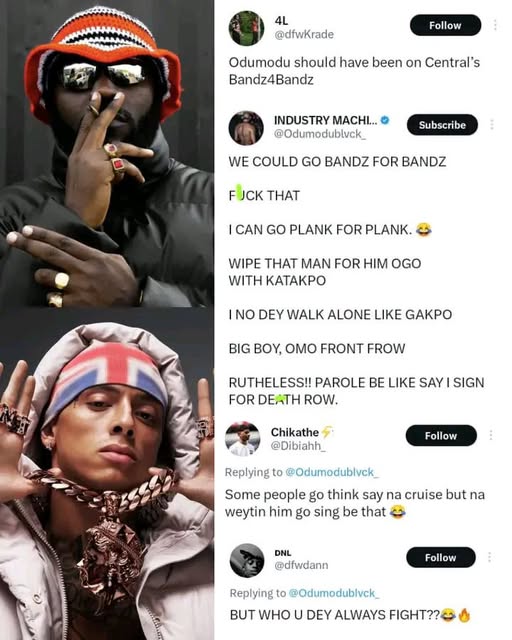 4L
@dfwKrade
Follow
Odumodu should have been on Central's
Bandz4Bandz
INDUSTRY MACHI...
@Odumodublvck_
Subscribe
WE COULD GO BANDZ FOR BANDZ
FUCK THAT
I CAN GO PLANK FOR PLANK. 😂
WIPE THAT MAN FOR HIM OGO
WITH KATAKPO
I NO DEY WALK ALONE LIKE GAKPO
BIG BOY, OMO FRONT FROW
RUTHLESS!! PAROLE BE LIKE SAY I SIGN
FOR DEATH ROW.
Chikathe⚡
@Dibiahh_
Follow
Replying to @Odumodublvck_
Some people go think say na cruise but na
weytin him go sing be that 😂
DNL
@dfwdann
Follow
Replying to @Odumodublvck_
BUT WHO U DEY ALWAYS FIGHT??😂🔥